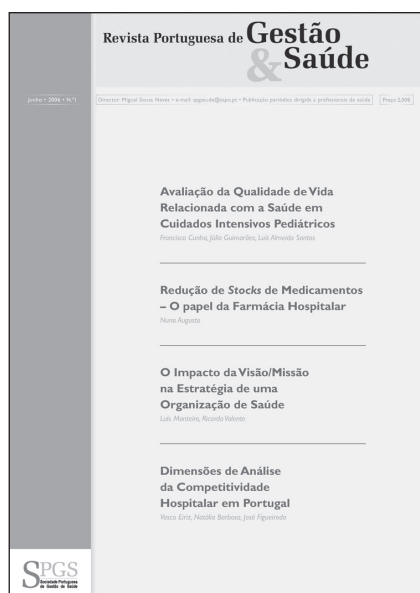 Revista Portuguesa de Gestão
& Saúde
Junho • 2006 • N.º1
Director: Miguel Sousa Neves • e-mail: spgsaude@sapo.pt • Publicação periódica dirigida a profissionais de saúde
Preço 2,00€
Avaliação da Qualidade de Vida
Relacionada com a Saúde em
Cuidados Intensivos Pediátricos
Francisco Cunha, Júlia Guimarães, Luís Almeida Santos
Redução de Stocks de Medicamentos
– O papel da Farmácia Hospitalar
Nuno Augusto
O Impacto da Visão/Missão
na Estratégia de uma
Organização de Saúde
Luís Monteiro, Ricardo Valente
Dimensões de Análise
da Competitividade
Hospitalar em Portugal
Vasco Eiriz, Natália Barbosa, José Figueiredo
SPGS
Sociedade Portuguesa
de Gestão de Saúde